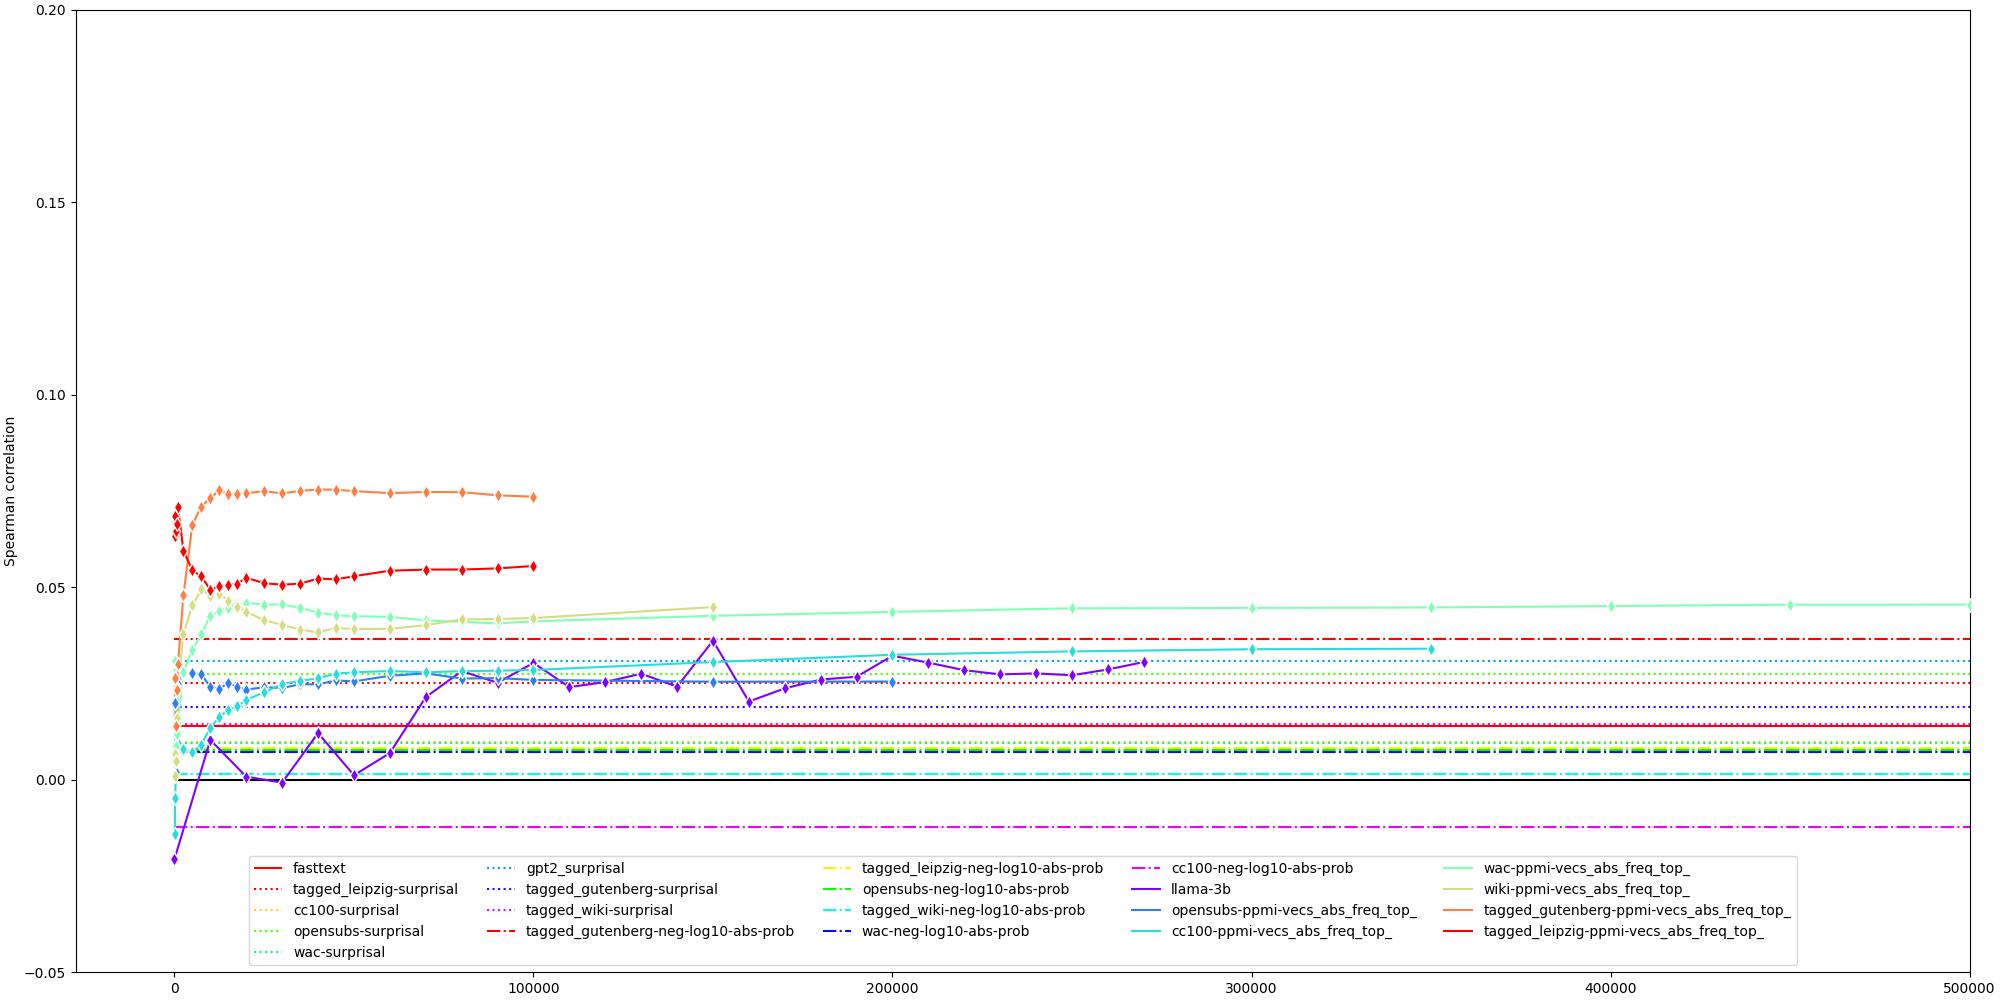 0.20
0.15
0.10
0.05
0.00
−0.05
Spearman correlation
fasttext
tagged_leipzig-surprisal
cc100-surprisal
opensubs-surprisal
wac-surprisal
gpt2_surprisal
tagged_gutenberg-surprisal
tagged_wiki-surprisal
tagged_gutenberg-neg-log10-abs-prob
tagged_leipzig-neg-log10-abs-prob
opensubs-neg-log10-abs-prob
tagged_wiki-neg-log10-abs-prob
wac-neg-log10-abs-prob
cc100-neg-log10-abs-prob
llama-3b
opensubs-ppmi-vecs_abs_freq_top_
cc100-ppmi-vecs_abs_freq_top_
wac-ppmi-vecs_abs_freq_top_
wiki-ppmi-vecs_abs_freq_top_
tagged_gutenberg-ppmi-vecs_abs_freq_top_
tagged_leipzig-ppmi-vecs_abs_freq_top_
0 100000 200000 300000 400000 500000